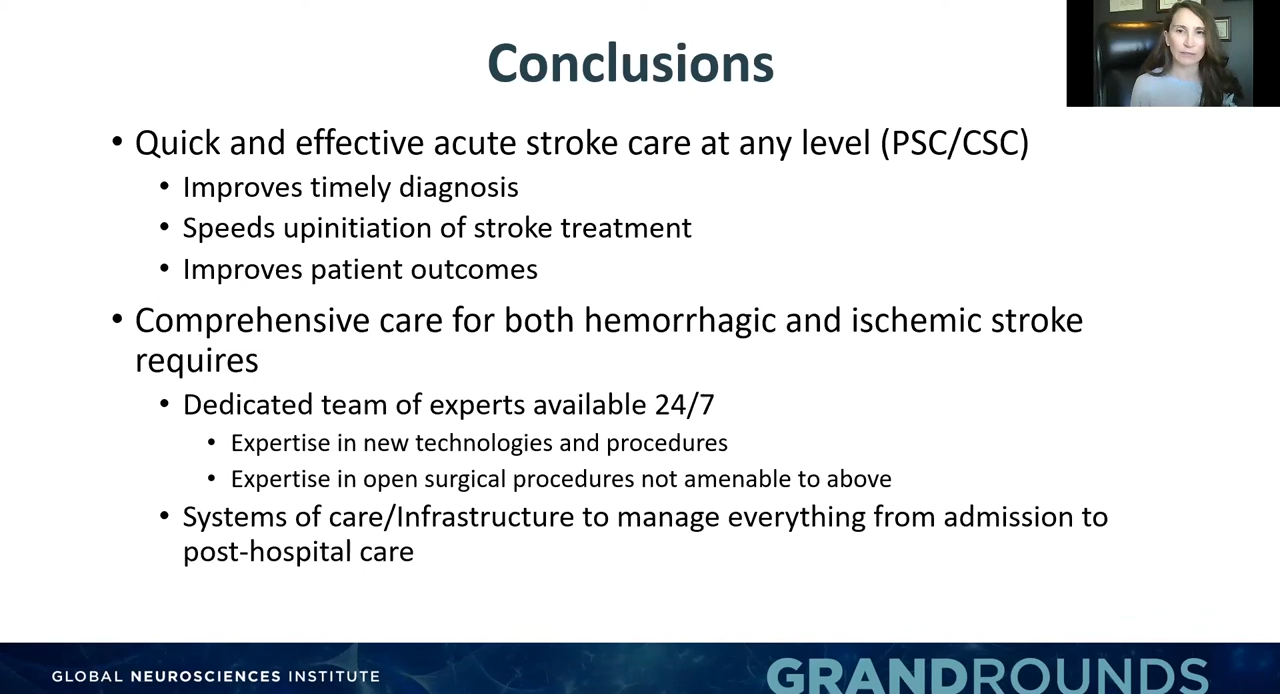 Conclusions
• Quick and effective acute stroke care at any level (PSC/CSC)
• Improves timely diagnosis
• Speeds upinitiation of stroke treatment
• Improves patient outcomes
• Comprehensive care for both hemorrhagic and ischemic stroke
requires
• Dedicated team of experts available 24/7
• Expertise in new technologies and procedures
• Expertise in open surgical procedures not amenable to above
• Systems of care/Infrastructure to manage everything from admission to
post-hospital care
GLOBAL NEUROSCIENCES INSTITUTE
GRANDROUNDS